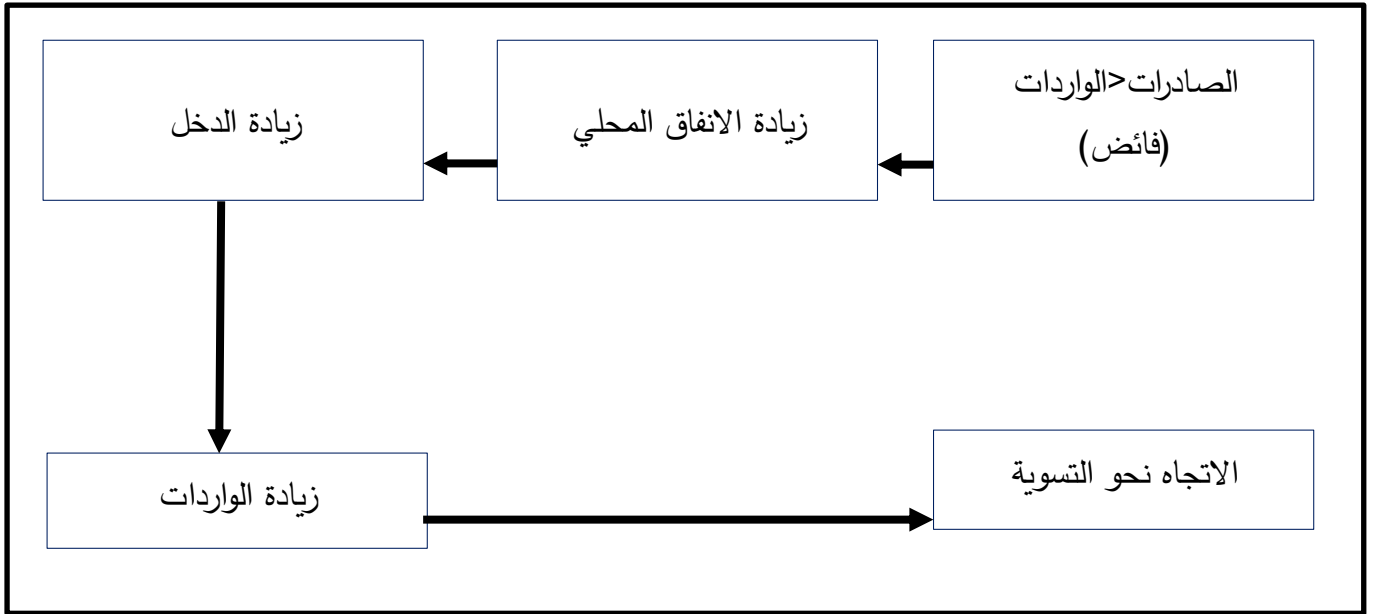 الصادرات<الواردات
(فائض)
زيادة الانفاق المحلي
زيادة الدخل
زيادة الواردات
الاتجاه نحو التسوية